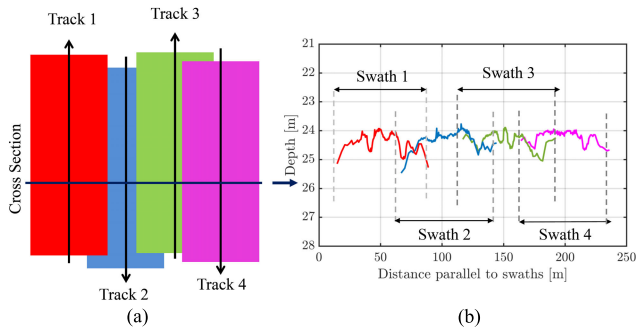 Track 1
Track 3
Cross Section
Track 2
Track 4
(a)
21
22
23
24
25
26
27
28
Depth [m]
Swath 1
Swath 3
Swath 2
Swath 4
0
50
100
150
200
250
Distance parallel to swaths [m]
(b)